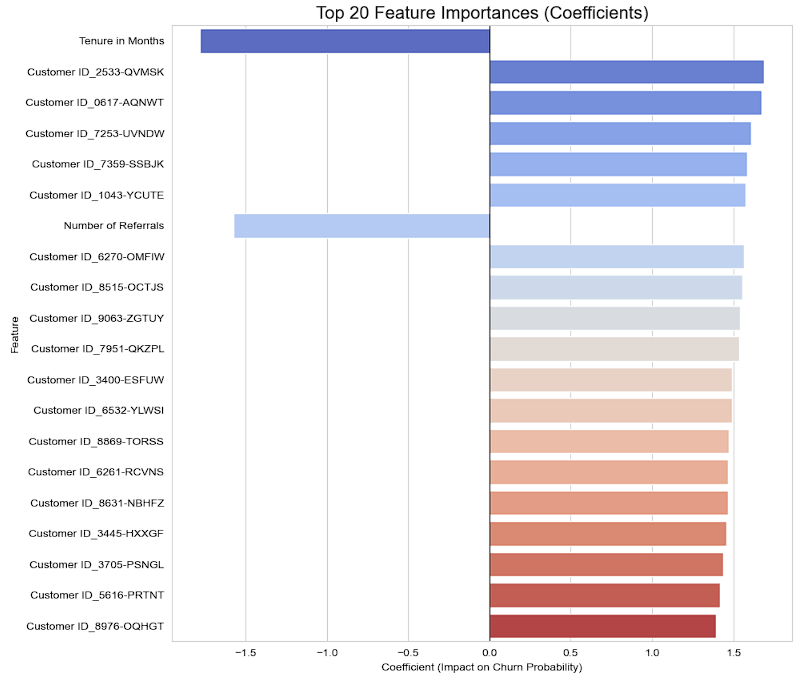 Top 20 Feature Importances (Coefficients)
Tenure in Months
Customer ID_2533-QVMSK
Customer ID_0617-AQNWT
Customer ID_7253-UVNDW
Customer ID_7359-SSBJK
Customer ID_1043-YCUTE
Number of Referrals
Customer ID_6270-OMFIW
Customer ID_8515-OCTJS
Customer ID_9063-ZGTUY
Customer ID_7951-QKZPL
Customer ID_3400-ESFUW
Customer ID_6532-YLWSI
Customer ID_8869-TORSS
Customer ID_6261-RCVNS
Customer ID_8631-NBHFZ
Customer ID_3445-HXXGF
Customer ID_3705-PSNGL
Customer ID_5616-PRTNT
Customer ID_8976-OQHGT
Feature
−1.5 −1.0 −0.5 0.0 0.5 1.0 1.5
Coefficient (Impact on Churn Probability)